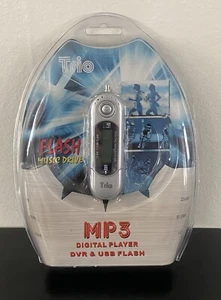 Trio
FLASH
MUSIC DRIVE
Trio
MP3
DIGITAL PLAYER
DVR & USB FLASH